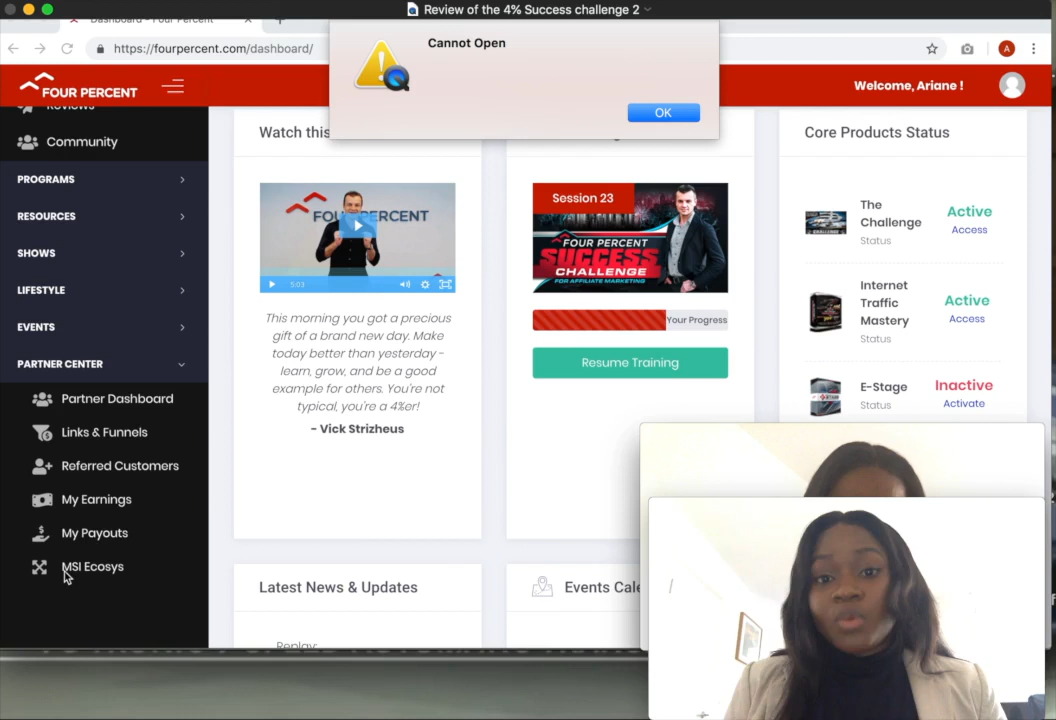 Review of the 4% Success challenge 2
Dashboard - Four Percent
https://fourpercent.com/dashboard/
A
Cannot Open
OK
FOUR PERCENT
Welcome, Ariane !
Reviews
Community
PROGRAMS
RESOURCES
SHOWS
LIFESTYLE
EVENTS
PARTNER CENTER
Partner Dashboard
Links & Funnels
Referred Customers
My Earnings
My Payouts
MSI Ecosys
Watch this
FOUR PERCENT
5:03
This morning you got a precious
gift of a brand new day. Make
today better than yesterday -
learn, grow, and be a good
example for others. You're not
typical, you're a 4%er!
- Vick Strizheus
Session 23
FOUR PERCENT
SUCCESS
CHALLENGE
FOR AFFILIATE MARKETING
Your Progress
Resume Training
Core Products Status
The
Challenge
Status
Active
Access
Internet
Traffic
Mastery
Status
Active
Access
E-Stage
Status
Inactive
Activate
Latest News & Updates
Replay:
Events Cale